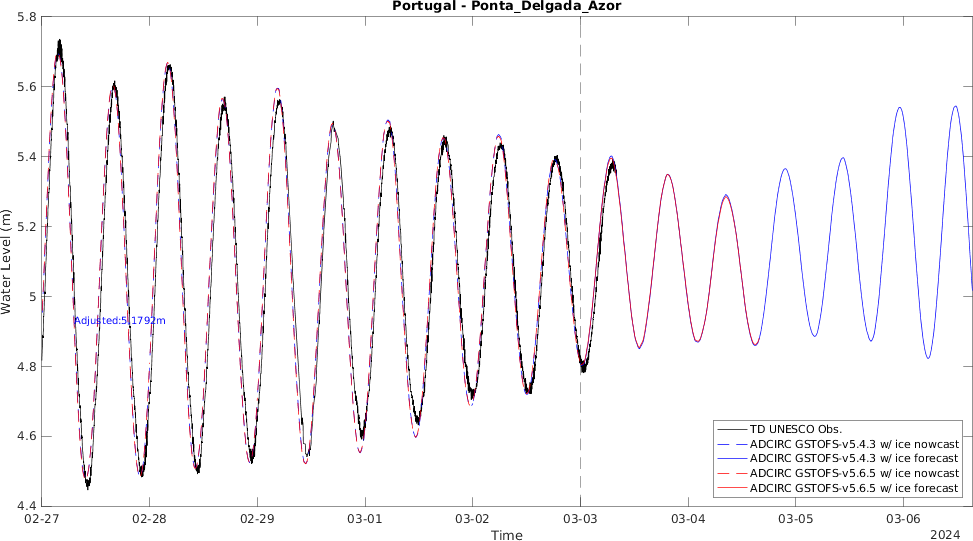 Portugal - Ponta_Delgada_Azor
5.8
5.6
5.4
5.2
5
4.8
4.6
4.4
Water Level (m)
Adjusted:5.1792m
TD UNESCO Obs.
ADCIRC GSTOFS-v5.4.3 w/ ice nowcast
ADCIRC GSTOFS-v5.4.3 w/ ice forecast
ADCIRC GSTOFS-v5.6.5 w/ ice nowcast
ADCIRC GSTOFS-v5.6.5 w/ ice forecast
02-27 02-28 02-29 03-01 03-02 03-03 03-04 03-05 03-06
Time
2024